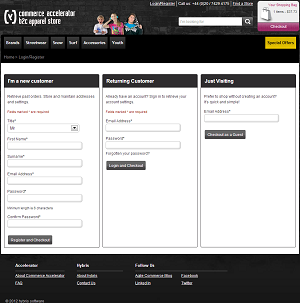 Login/Register | Call us: +44 (0)20 / 7429 4175 | Find a Store
commerce accelerator
b2c apparel store
Your Shopping Bag
Checkout
Brands Streetwear Snow Surf Accessories Youth Special Offers
Home > Login/Register
I'm a new customer
Retrieve past orders, Store and maintain addresses
and settings.
Fields marked * are required
Title*
Mr
First Name*
Surname*
Email Address*
Password*
Minimum length is 6 characters
Confirm Password*
Register and Checkout
Returning Customer
Already have an account? Sign in to retrieve your
account settings.
Fields marked * are required
Email Address*
Password*
Forgotten your password?
Login and Checkout
Just Visiting
Prefer to shop without creating an account?
It's quick and simple!
Email Address*
Checkout as a Guest
Accelerator Hybris Follow Us
About Commerce Accelerator About hybris Agile Commerce Blog Facebook
FAQ Contact Us LinkedIn Twitter
© 2012 hybris software